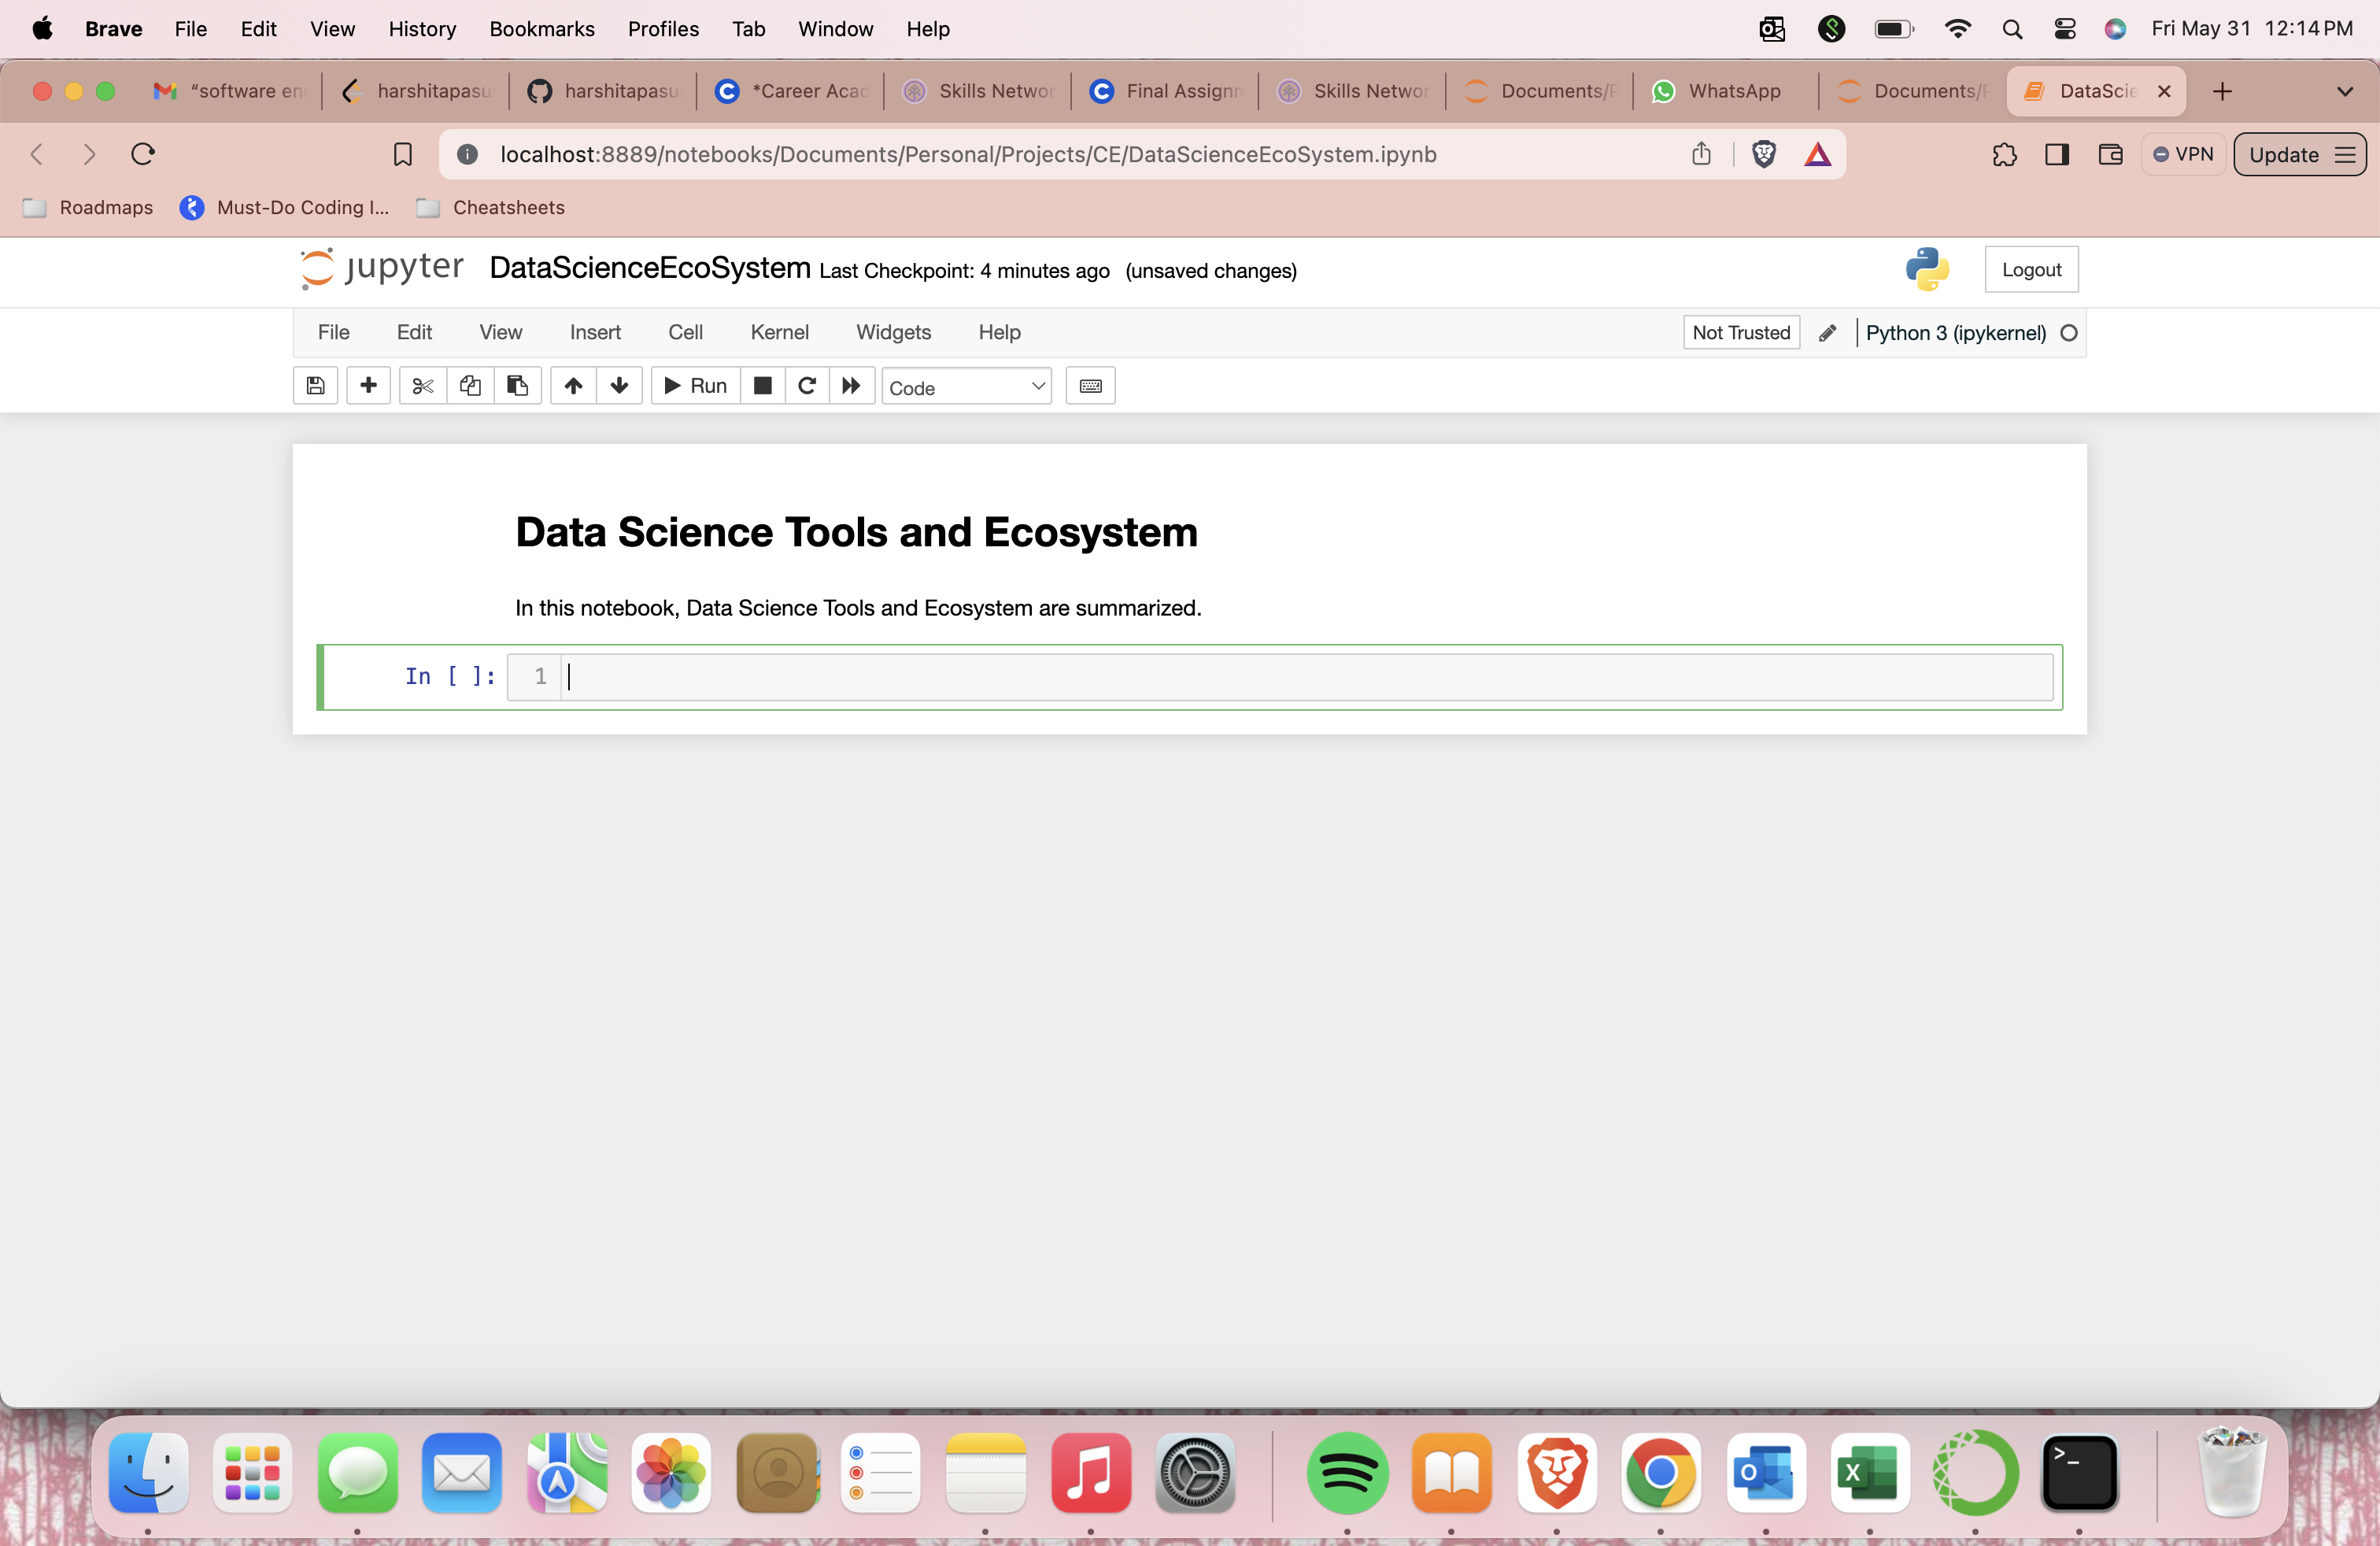 Brave File Edit View History Bookmarks Profiles Tab Window Help Fri May 31 12:14 PM
"software en harshitapasu harshitapasu *Career Acad Skills Networ Final Assignm Skills Networ Documents/P WhatsApp Documents/P DataScie
localhost:8889/notebooks/Documents/Personal/Projects/CE/DataScienceEcoSystem.ipynb VPN Update
Roadmaps Must-Do Coding I... Cheatsheets
jupyter DataScienceEcoSystem Last Checkpoint: 4 minutes ago (unsaved changes) Logout
File Edit View Insert Cell Kernel Widgets Help Not Trusted Python 3 (ipykernel)
Run Code
Data Science Tools and Ecosystem
In this notebook, Data Science Tools and Ecosystem are summarized.
In [ ]: 1